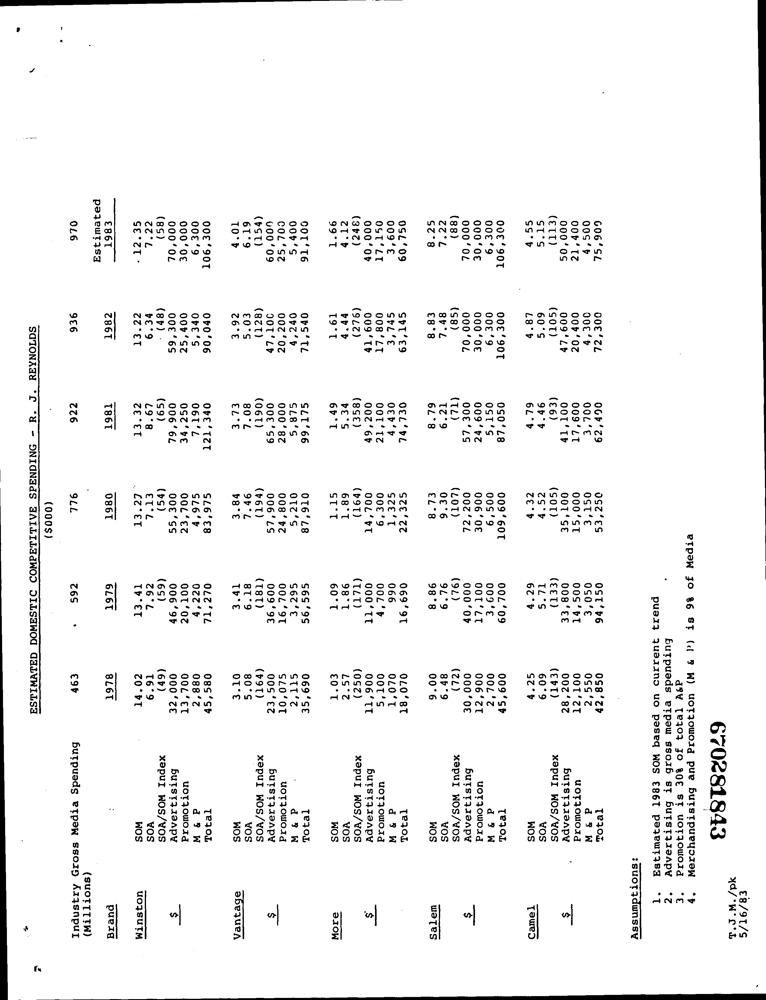 ESTIMATED DOMESTIC COMPETITIVE SPENDING - R. J. REYNOLDS
($000)
Industry Gross Media Spending 463 592 776 922 936 970
(Millions)
Estimated
Brand 1978 1979 1980 1981 1982 1983
Winston SOM 14.02 13.41 13.27 13.32 13.22 12.35
SOA 6.91 7.92 7.13 8.67 6.34 7.22
SOA/SOM Index (49) (59) (54) (65) (48) (58)
$ Advertising 32,000 46,900 55,300 79,900 59,300 70,000
Promotion 13,700 20,100 23,700 34,250 25,400 30,000
M & P 2,880 4,220 4,975 7,190 5,340 6,300
Total 45,580 71,270 83,975 121,340 90,040 106,300
Vantage SOM 3.10 3.41 3.84 3.73 3.92 4.01
SOA 5.08 6.18 7.46 7.08 5.03 6.19
SOA/SOM Index (164) (181) (194) (190) (128) (154)
$ Advertising 23,500 36,600 57,900 65,300 47,100 60,000
Promotion 10,075 16,700 24,800 28,000 20,200 25,700
M & P 2,115 3,295 5,210 5,875 4,240 5,400
Total 35,690 56,595 87,910 99,175 71,540 91,100
More SOM 1.03 1.09 1.15 1.49 1.61 1.66
SOA 2.57 1.86 1.89 5.34 4.44 4.12
SOA/SOM Index (250) (171) (164) (358) (276) (248)
$ Advertising 11,900 11,000 14,700 49,200 41,600 40,000
Promotion 5,100 4,700 6,300 21,100 17,800 17,150
M & P 1,070 990 1,325 4,430 3,745 3,600
Total 18,070 16,690 22,325 74,730 63,145 60,750
Salem SOM 9.00 8.86 8.73 8.79 8.83 8.25
SOA 6.48 6.76 9.30 6.21 7.48 7.22
SOA/SOM Index (72) (76) (107) (71) (85) (88)
$ Advertising 30,000 40,000 72,200 57,300 70,000 70,000
Promotion 12,900 17,100 30,900 24,600 30,000 30,000
M & P 2,700 3,600 6,500 5,150 6,300 6,300
Total 45,600 60,700 109,600 87,050 106,300 106,300
Camel SOM 4.25 4.29 4.32 4.79 4.87 4.55
SOA 6.09 5.71 4.52 4.46 5.09 5.15
SOA/SOM Index (143) (133) (105) (93) (105) (113)
$ Advertising 28,200 33,800 35,100 41,100 47,600 50,000
Promotion 12,100 14,500 15,000 17,600 20,400 21,400
M & P 2,550 3,050 3,150 3,700 4,300 4,500
Total 42,850 94,150 53,250 62,400 72,300 75,900
Assumptions:
1. Estimated 1983 SOM based on current trend
2. Advertising is gross media spending
3. Promotion is 30% of total A&P
4. Merchandising and Promotion (M & P) is 9% of Media
T.J.M./pk
5/16/83
670281843